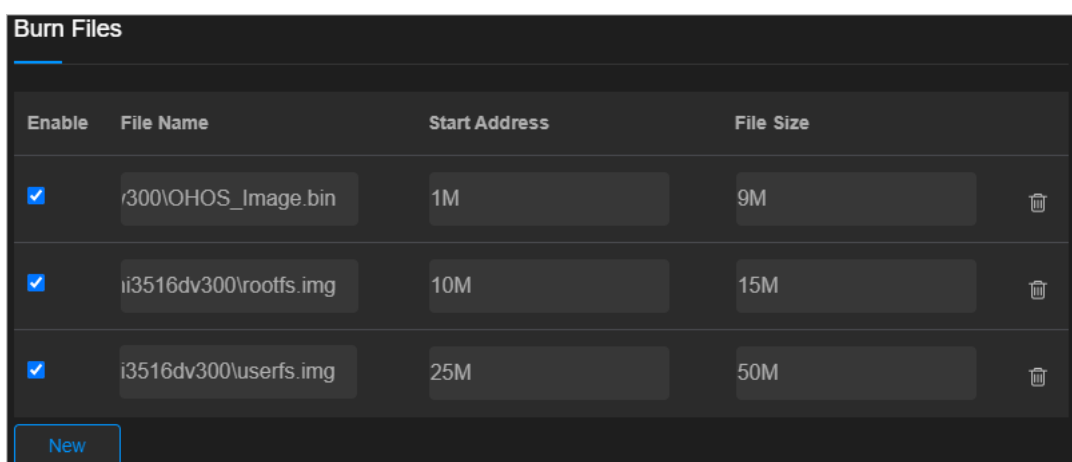 Burn Files
Enable File Name Start Address File Size
v300\OHOS_Image.bin 1M 9M
i3516dv300\rootfs.img 10M 15M
i3516dv300\userfs.img 25M 50M
New